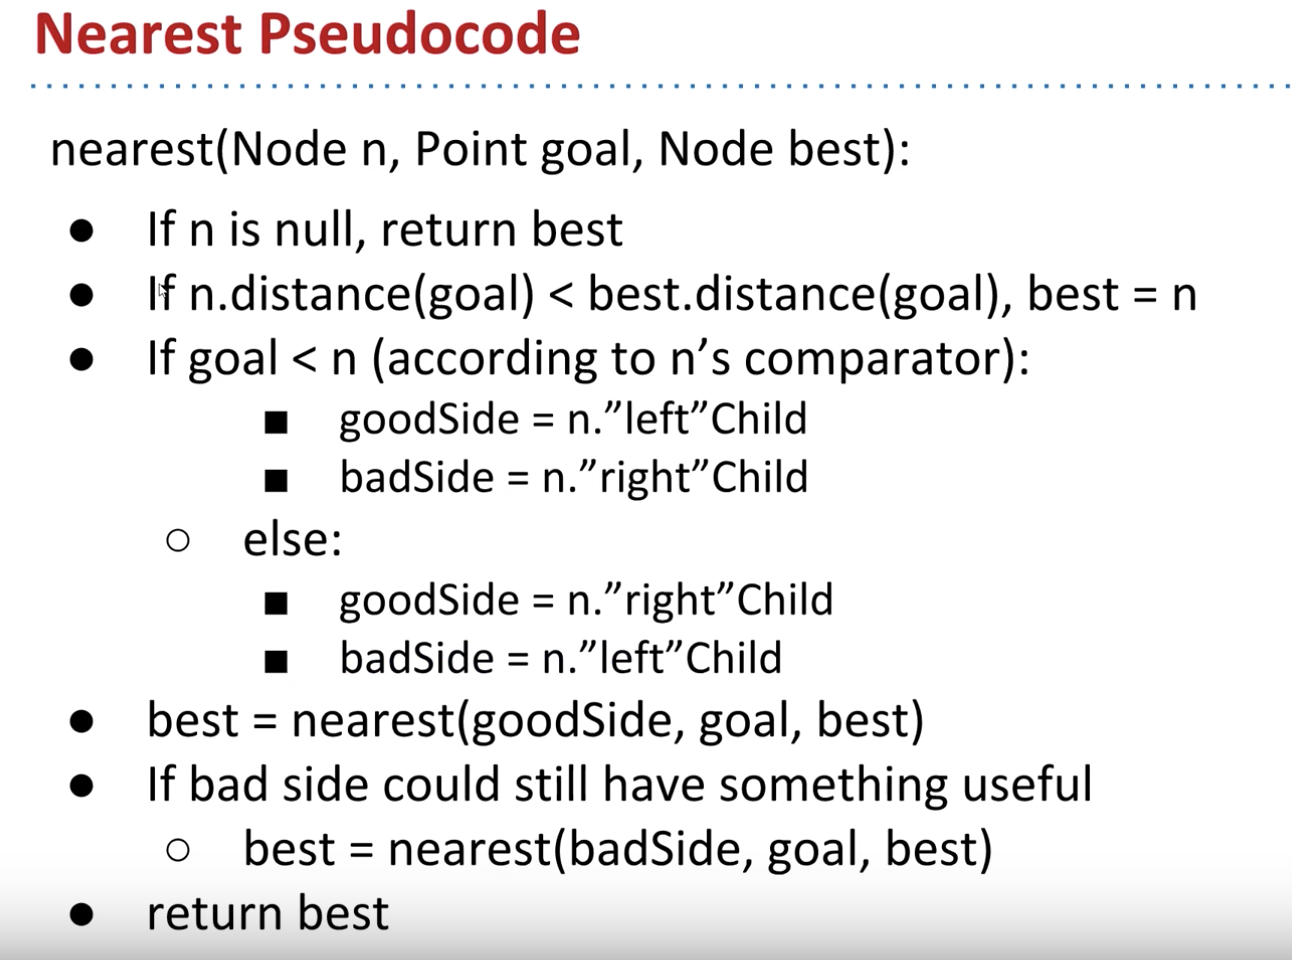 Nearest Pseudocode
nearest(Node n, Point goal, Node best):
● If n is null, return best
● If n.distance(goal) < best.distance(goal), best = n
● If goal < n (according to n’s comparator):
■ goodSide = n.”left”Child
■ badSide = n.”right”Child
○ else:
■ goodSide = n.”right”Child
■ badSide = n.”left”Child
● best = nearest(goodSide, goal, best)
● If bad side could still have something useful
○ best = nearest(badSide, goal, best)
● return best